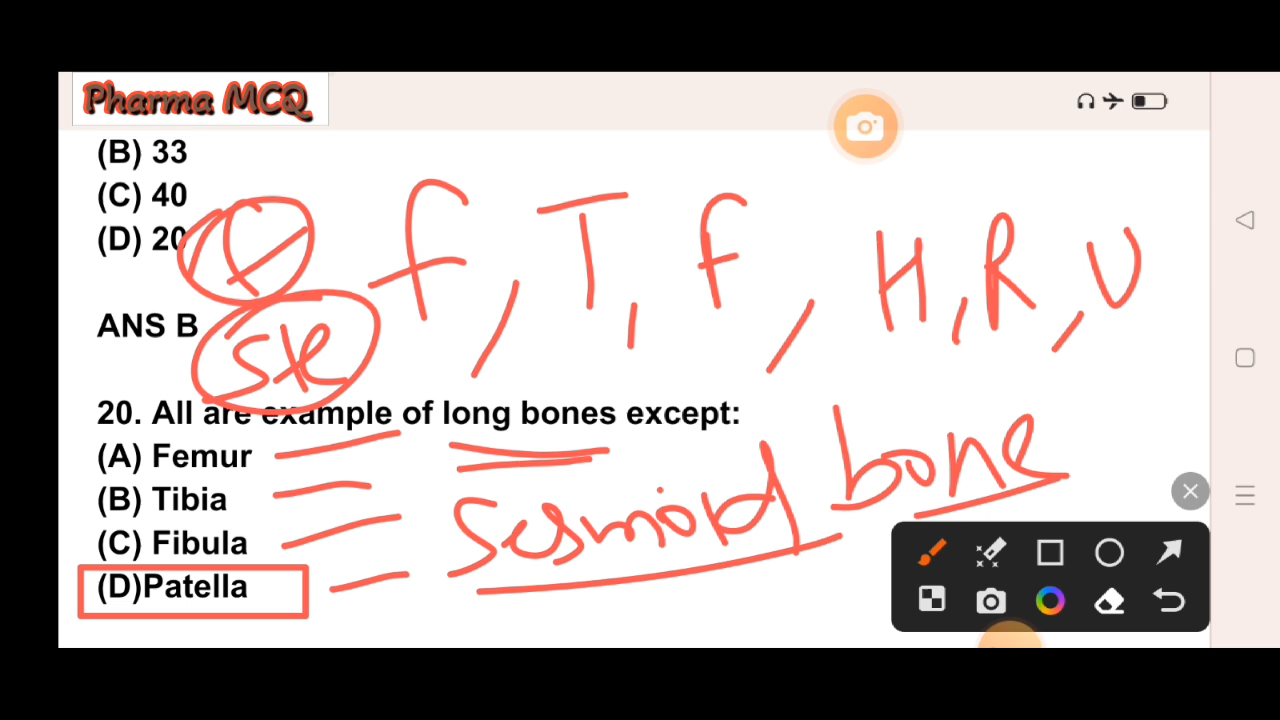 Pharma MCQ
(B) 33
(C) 40
(D) 20
f, T, F, H, R, U
ANS B
20. All are example of long bones except:
(A) Femur
(B) Tibia
(C) Fibula
sesmoid bone
(D)Patella